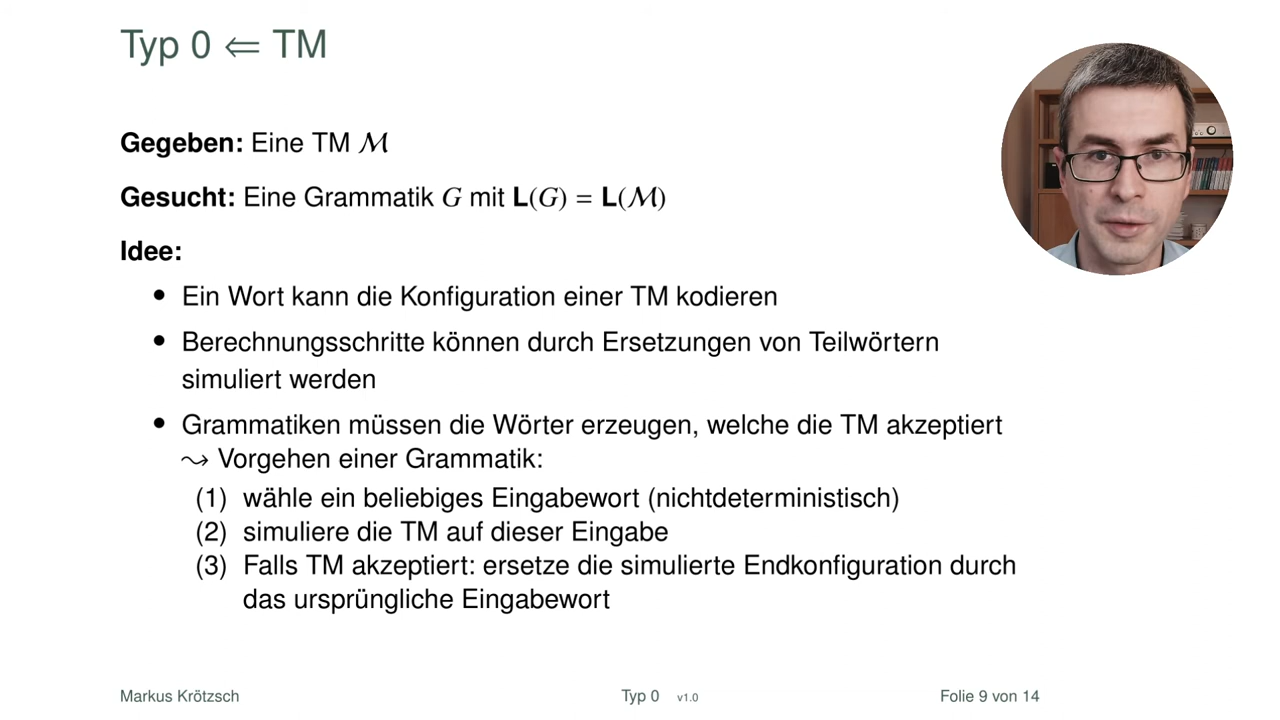 Typ 0 ⇐ TM
Gegeben: Eine TM ℳ
Gesucht: Eine Grammatik G mit L(G) = L(ℳ)
Idee:
• Ein Wort kann die Konfiguration einer TM kodieren
• Berechnungsschritte können durch Ersetzungen von Teilwörtern
simuliert werden
• Grammatiken müssen die Wörter erzeugen, welche die TM akzeptiert
⤳ Vorgehen einer Grammatik:
(1) wähle ein beliebiges Eingabewort (nichtdeterministisch)
(2) simuliere die TM auf dieser Eingabe
(3) Falls TM akzeptiert: ersetze die simulierte Endkonfiguration durch
das ursprüngliche Eingabewort
Markus Krötzsch Typ 0 v1.0 Folie 9 von 14